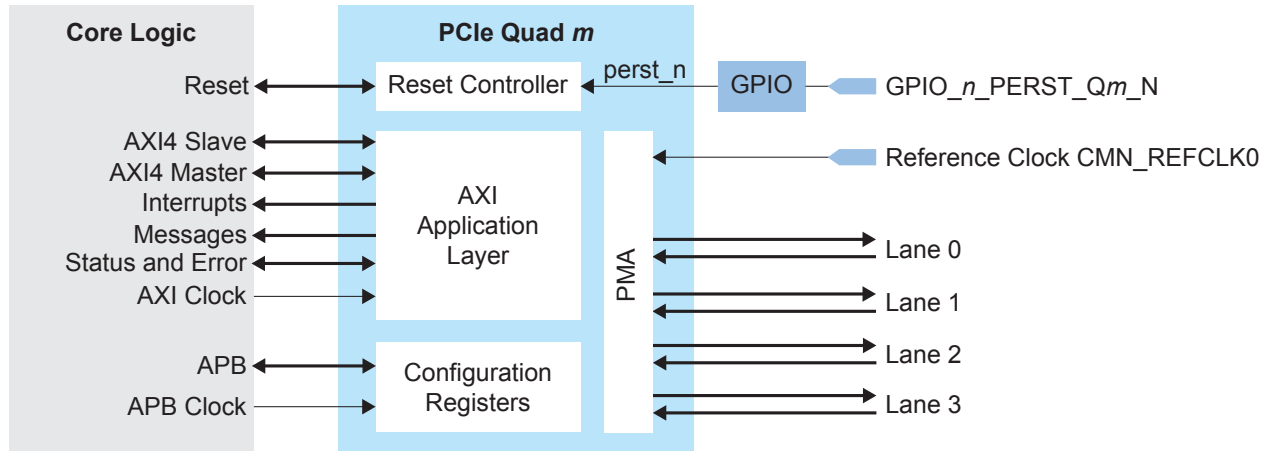 Core Logic
PCIe Quad m
Reset
Reset Controller
perst_n
GPIO
GPIO_n_PERST_Qm_N
AXI4 Slave
AXI4 Master
Interrupts
Messages
Status and Error
AXI Clock
AXI
Application
Layer
PMA
Reference Clock CMN_REFCLK0
Lane 0
Lane 1
Lane 2
Lane 3
APB
APB Clock
Configuration
Registers